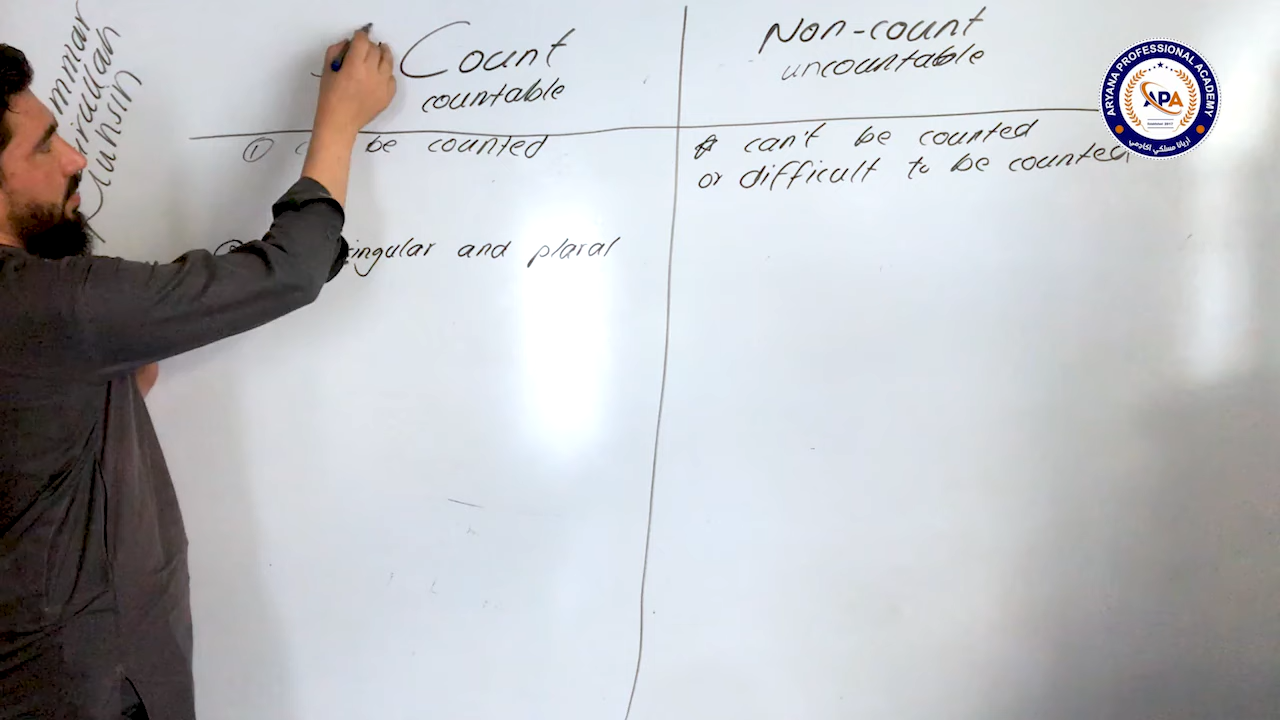 Count
countable
① be counted
singular and plaral
Non-count
uncountable
can't be counted
or difficult to be counted
ARYANA PROFESSIONAL ACADEMY
APA